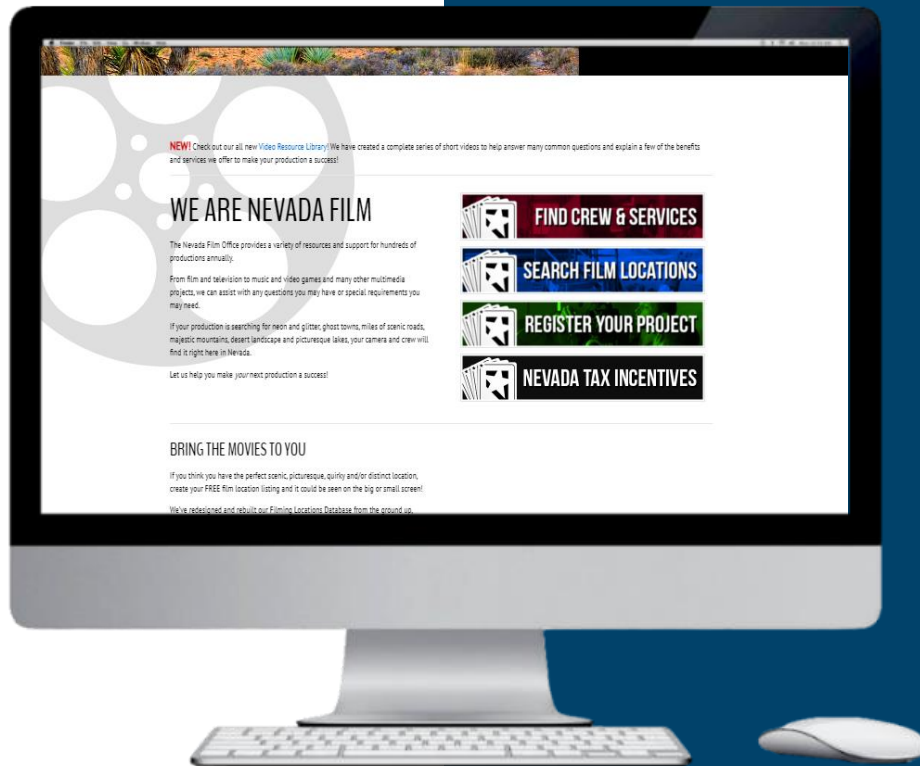 NEW! Check out our all new Video Resource Library! We have created a complete series of short videos to help answer many common questions and explain a few of the benefits
and services we offer to make your production a success!
WE ARE NEVADA FILM
The Nevada Film Office provides a variety of resources and support for hundreds of
productions annually.
From film and television to music and video games and many other multimedia
projects, we can assist with any questions you may have or special requirements you
may need.
If your production is searching for neon and glitter, ghost towns, miles of scenic roads,
majestic mountains, desert landscape and picturesque lakes, your camera and crew will
find it right here in Nevada.
Let us help you make your next production a success!
FIND CREW & SERVICES
SEARCH FILM LOCATIONS
REGISTER YOUR PROJECT
NEVADA TAX INCENTIVES
BRING THE MOVIES TO YOU
If you think you have the perfect scenic, picturesque, quirky and/or distinct location,
create your FREE film location listing and it could be seen on the big or small screen!
We've redesigned and rebuilt our Filming Locations Database from the ground up,